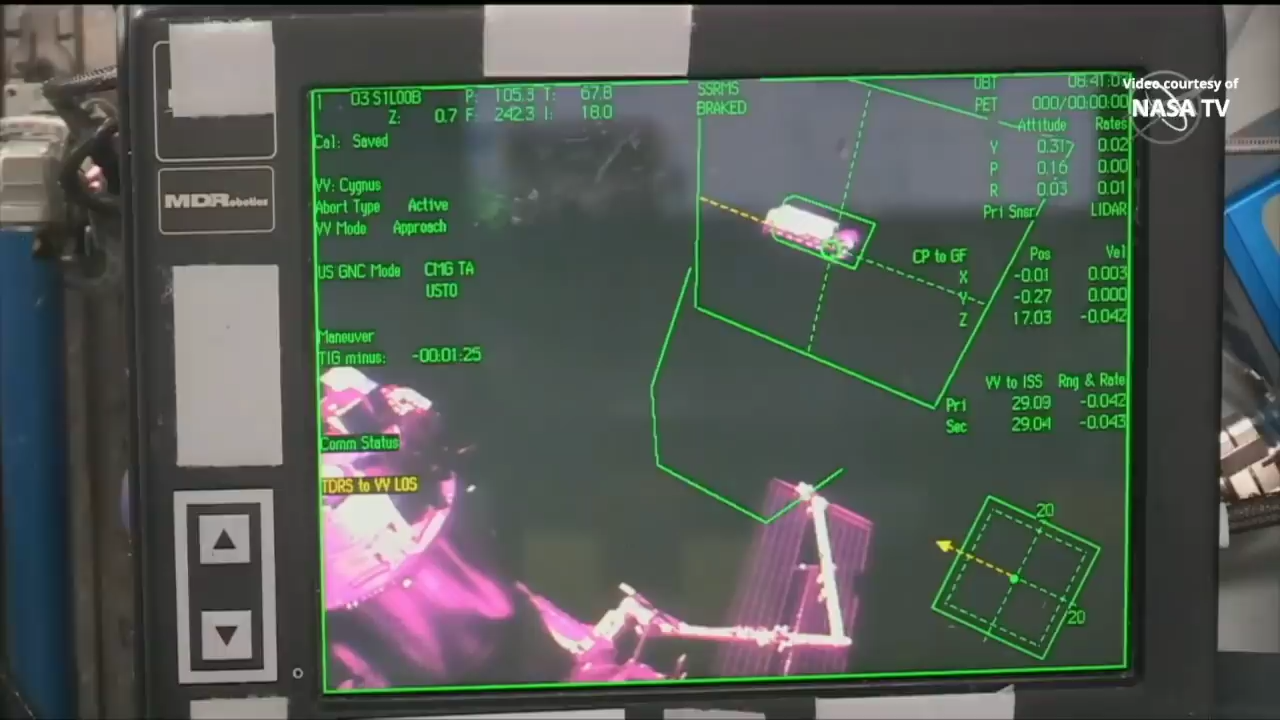 1 03 S1L00B P: 105.3 T: 67.8
Z: 0.7 F: 242.3 I: 18.0
Cal: Saved
VV: Cygnus
Abort Type Active
VV Mode Approach
US GNC Mode CMG TA
USTO
Maneuver
TIG minus: -00:01:25
Comm Status
TDRS to VV LOS
SSRMS
BRAKED
PET 000/00:00:00
Attitude Rates
Y 0.31 0.02
P 0.16 0.00
R 0.03 0.01
Pri Snsr LIDAR
CP to GF Pos Vel
X -0.01 0.003
Y -0.27 0.000
Z 17.03 -0.042
VV to ISS Rng & Rate
Pri 29.09 -0.042
Sec 29.04 -0.043
20
20
MDRobotics
Video courtesy of
NASA TV